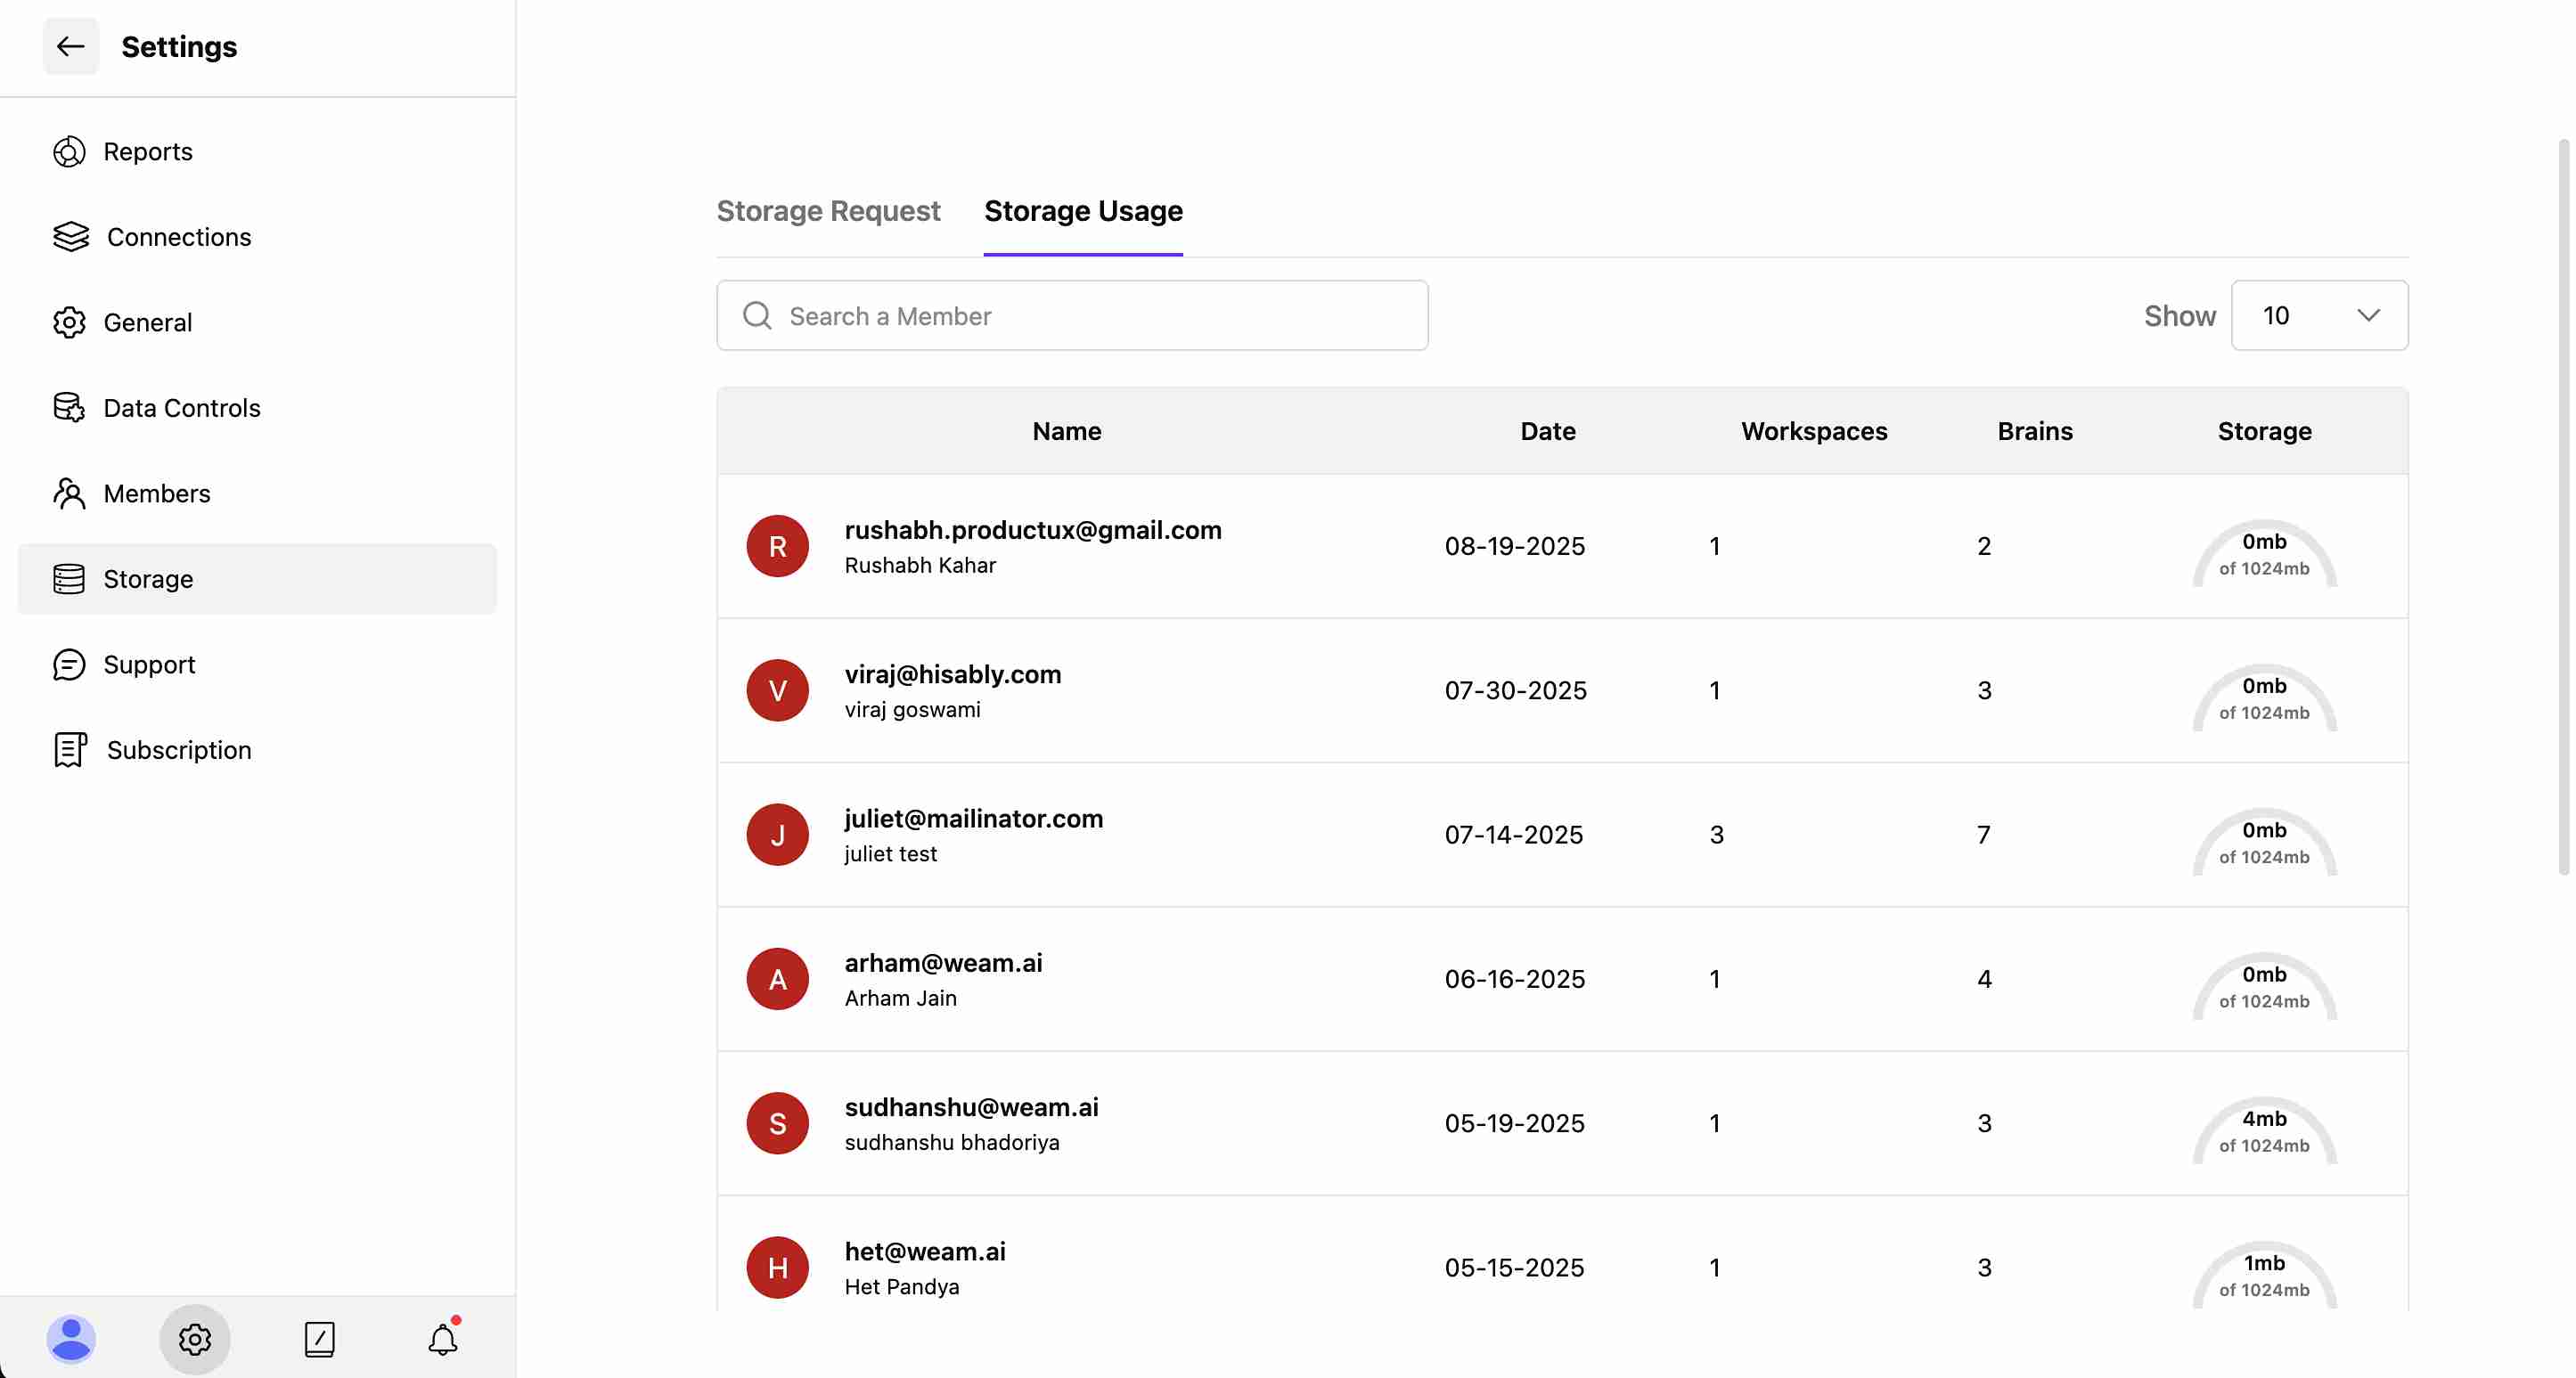 Settings
Reports
Connections
General
Data Controls
Members
Storage
Support
Subscription
Storage Request
Storage Usage
Search a Member
Show
10
Name
Date
Workspaces
Brains
Storage
R
rushabh.productux@gmail.com
Rushabh Kahar
08-19-2025
1
2
0mb
of 1024mb
V
viraj@hisably.com
viraj goswami
07-30-2025
1
3
0mb
of 1024mb
J
juliet@mailinator.com
juliet test
07-14-2025
3
7
0mb
of 1024mb
A
arham@weam.ai
Arham Jain
06-16-2025
1
4
0mb
of 1024mb
S
sudhanshu@weam.ai
sudhanshu bhadoriya
05-19-2025
1
3
4mb
of 1024mb
H
het@weam.ai
Het Pandya
05-15-2025
1
3
1mb
of 1024mb